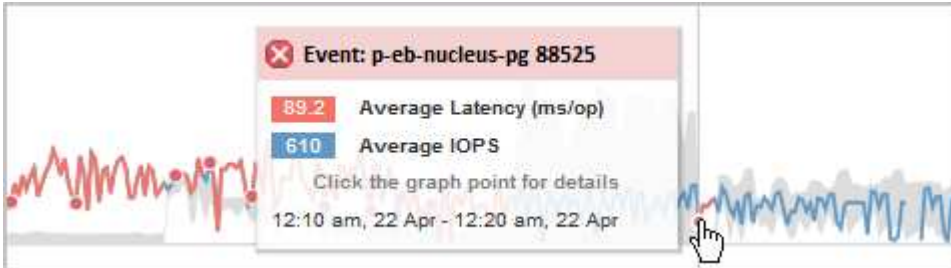 Event: p-eb-nucleus-pg 88525
89.2 Average Latency (ms/op)
610 Average IOPS
Click the graph point for details
12:10 am, 22 Apr - 12:20 am, 22 Apr